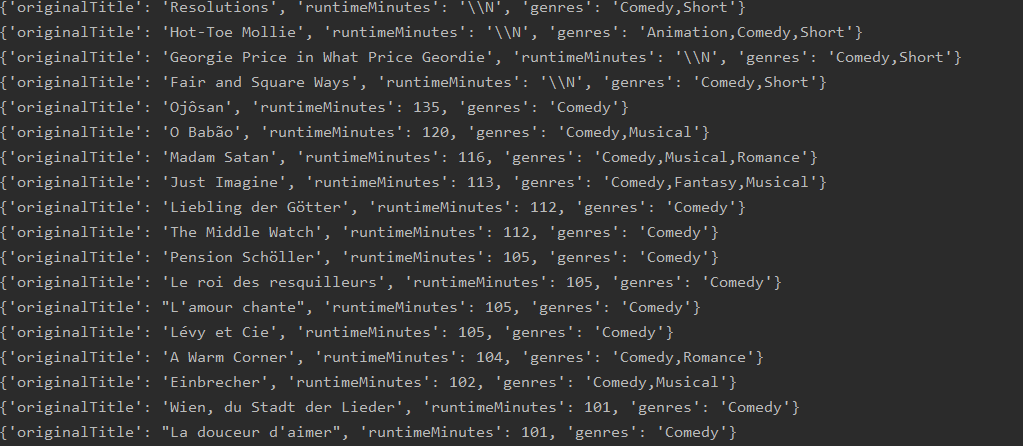 {'originalTitle': 'Resolutions', 'runtimeMinutes': '\\N', 'genres': 'Comedy,Short'}
{'originalTitle': 'Hot-Toe Mollie', 'runtimeMinutes': '\\N', 'genres': 'Animation,Comedy,Short'}
{'originalTitle': 'Georgie Price in What Price Geordie', 'runtimeMinutes': '\\N', 'genres': 'Comedy,Short'}
{'originalTitle': 'Fair and Square Ways', 'runtimeMinutes': '\\N', 'genres': 'Comedy,Short'}
{'originalTitle': 'Ojôsan', 'runtimeMinutes': 135, 'genres': 'Comedy'}
{'originalTitle': 'O Babão', 'runtimeMinutes': 120, 'genres': 'Comedy,Musical'}
{'originalTitle': 'Madam Satan', 'runtimeMinutes': 116, 'genres': 'Comedy,Musical,Romance'}
{'originalTitle': 'Just Imagine', 'runtimeMinutes': 113, 'genres': 'Comedy,Fantasy,Musical'}
{'originalTitle': 'Liebling der Götter', 'runtimeMinutes': 112, 'genres': 'Comedy'}
{'originalTitle': 'The Middle Watch', 'runtimeMinutes': 112, 'genres': 'Comedy'}
{'originalTitle': 'Pension Schöller', 'runtimeMinutes': 105, 'genres': 'Comedy'}
{'originalTitle': 'Le roi des resquilleurs', 'runtimeMinutes': 105, 'genres': 'Comedy'}
{'originalTitle': "L'amour chante", 'runtimeMinutes': 105, 'genres': 'Comedy'}
{'originalTitle': 'Lévy et Cie', 'runtimeMinutes': 105, 'genres': 'Comedy'}
{'originalTitle': 'A Warm Corner', 'runtimeMinutes': 104, 'genres': 'Comedy,Romance'}
{'originalTitle': 'Einbrecher', 'runtimeMinutes': 102, 'genres': 'Comedy,Musical'}
{'originalTitle': 'Wien, du Stadt der Lieder', 'runtimeMinutes': 101, 'genres': 'Comedy'}
{'originalTitle': "La douceur d'aimer", 'runtimeMinutes': 101, 'genres': 'Comedy'}